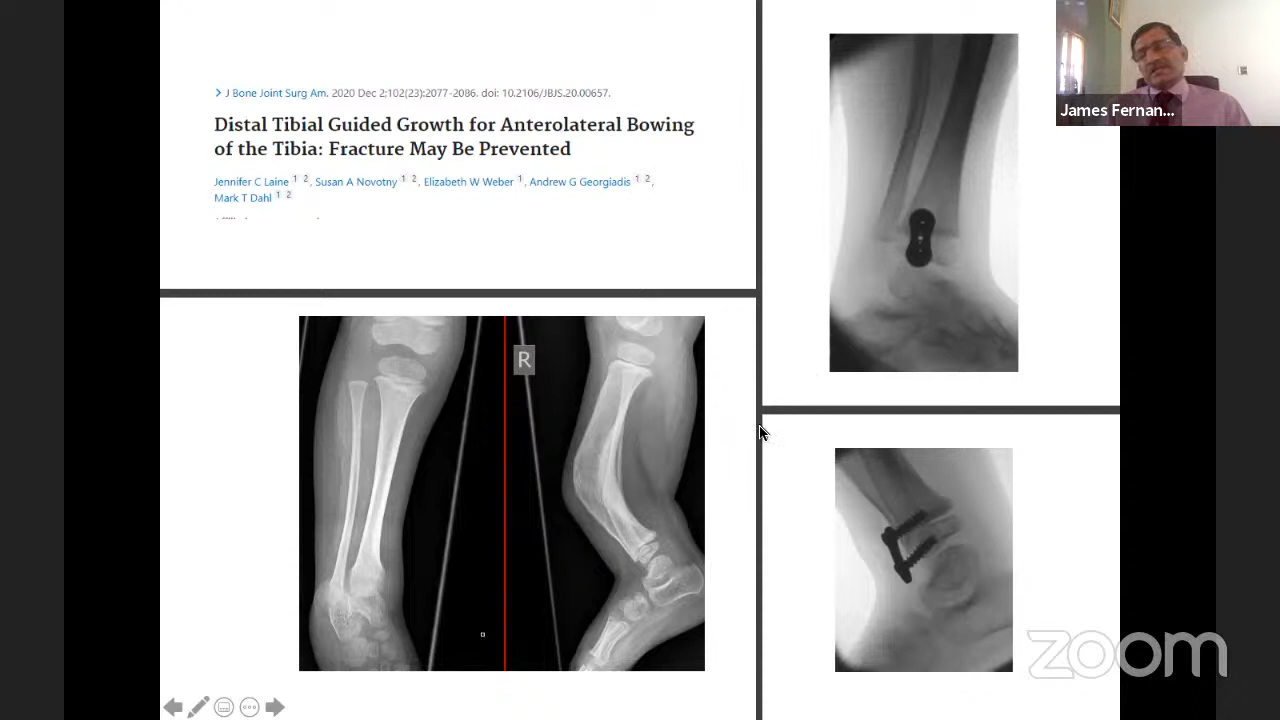 J Bone Joint Surg Am. 2020 Dec 2;102(23):2077-2086. doi: 10.2106/JBJS.20.00657.
Distal Tibial Guided Growth for Anterolateral Bowing
of the Tibia: Fracture May Be Prevented
Jennifer C Laine 1 2, Susan A Novotny 1 2, Elizabeth W Weber 1, Andrew G Georgiadis 1 2,
Mark T Dahl 1 2
R
James Fernan...
zoom